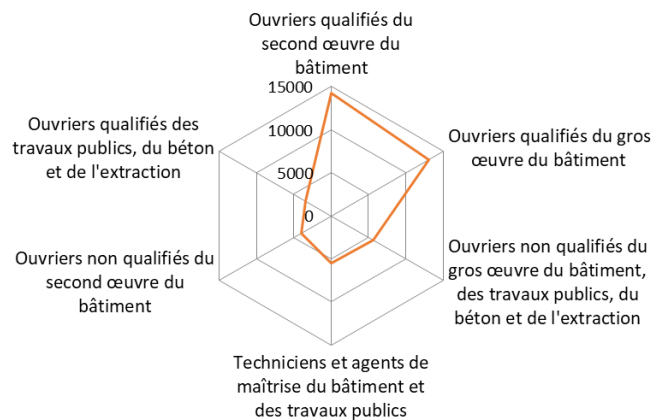 Ouvriers qualifiés du
second œuvre du
bâtiment
15000
10000
5000
0
Ouvriers qualifiés du gros
œuvre du bâtiment
Ouvriers non qualifiés du
gros œuvre du bâtiment,
des travaux publics, du
béton et de l'extraction
Techniciens et agents de
maîtrise du bâtiment et
des travaux publics
Ouvriers non qualifiés du
second œuvre du
bâtiment
Ouvriers qualifiés des
travaux publics, du béton
et de l'extraction